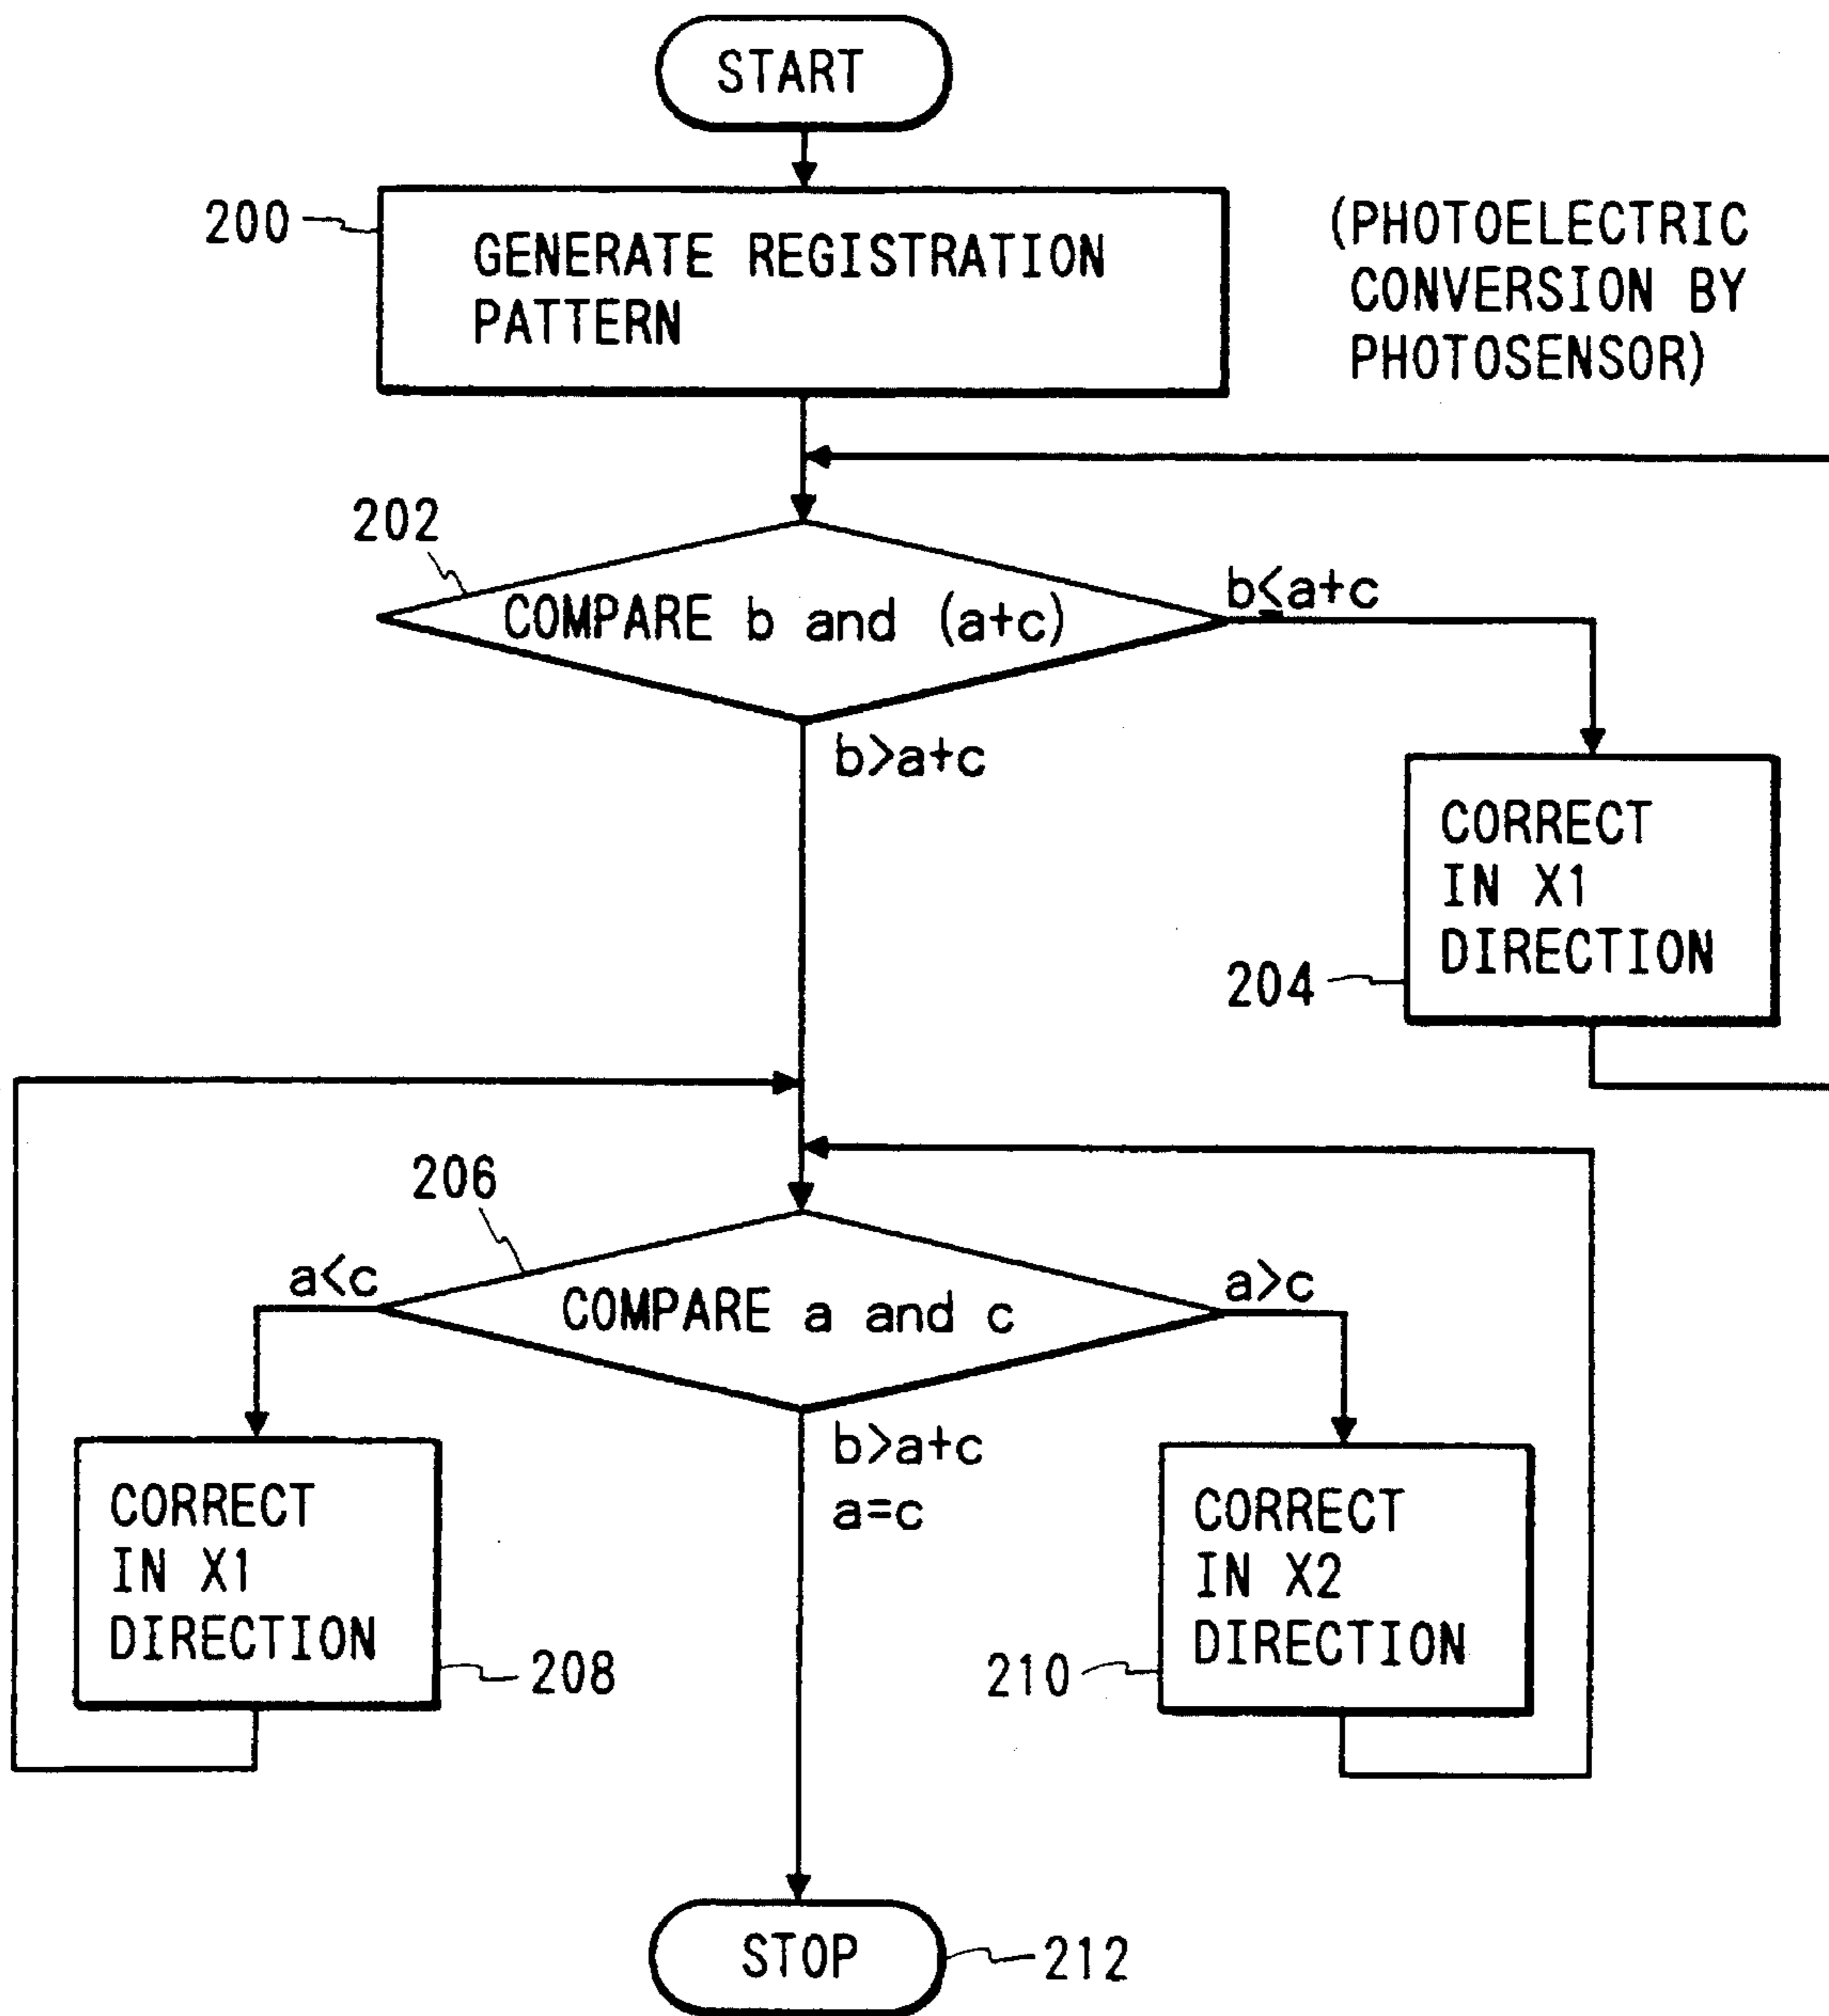 START
200
GENERATE REGISTRATION
PATTERN
(PHOTOELECTRIC
CONVERSION BY
PHOTOSENSOR)
202
COMPARE b and (a+c)
b≤a+c
b>a+c
CORRECT
IN X1
DIRECTION
204
206
a<c
COMPARE a and c
a>c
b>a+c
a=c
CORRECT
IN X1
DIRECTION
208
CORRECT
IN X2
DIRECTION
210
STOP
212